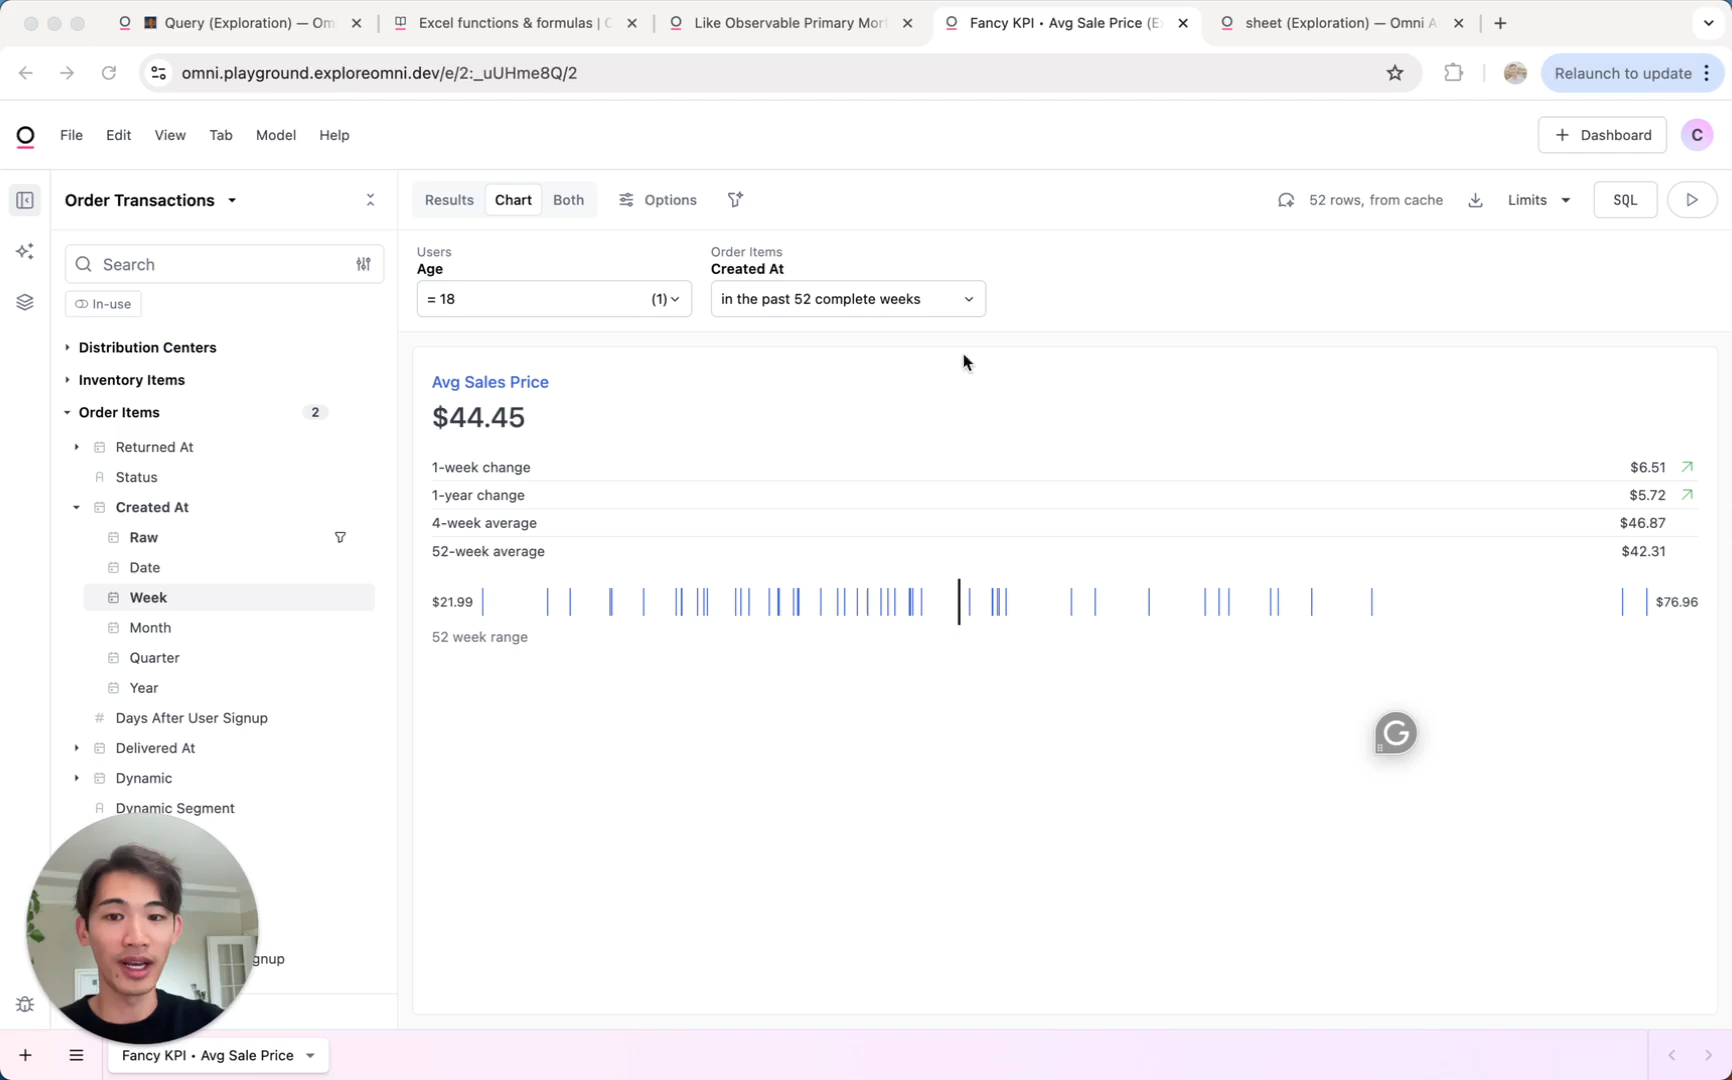 Query (Exploration) — Om
Excel functions & formulas |
Like Observable Primary Mor
Fancy KPI • Avg Sale Price (E
sheet (Exploration) — Omni A
omni.playground.exploreomni.dev/e/2:_uUHme8Q/2
Relaunch to update
File Edit View Tab Model Help
+ Dashboard
C
Order Transactions
Results Chart Both Options
52 rows, from cache
Limits
SQL
Search
In-use
Users
Age
= 18 (1)
Order Items
Created At
in the past 52 complete weeks
Distribution Centers
Inventory Items
Order Items 2
Returned At
Status
Created At
Raw
Date
Week
Month
Quarter
Year
# Days After User Signup
Delivered At
Dynamic
Dynamic Segment
gnup
Avg Sales Price
$44.45
1-week change $6.51
1-year change $5.72
4-week average $46.87
52-week average $42.31
$21.99 $76.96
52 week range
G
Fancy KPI • Avg Sale Price